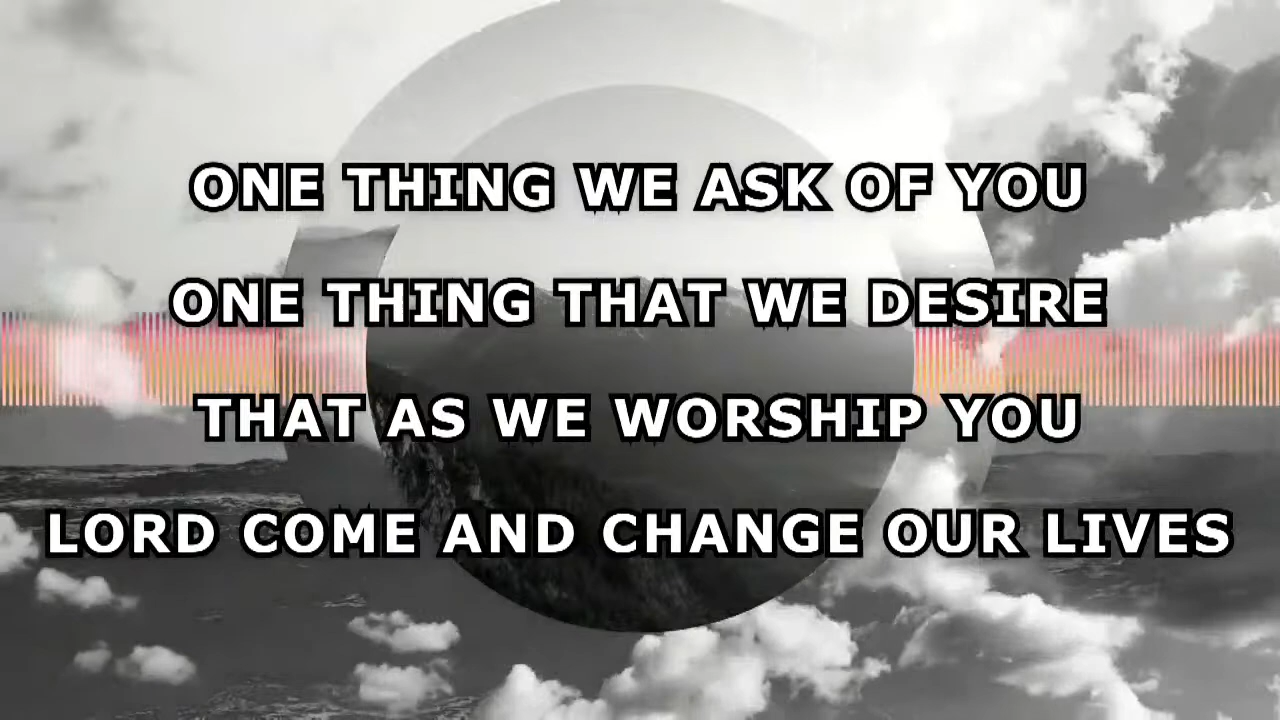 ONE THING WE ASK OF YOU
ONE THING THAT WE DESIRE
THAT AS WE WORSHIP YOU
LORD COME AND CHANGE OUR LIVES